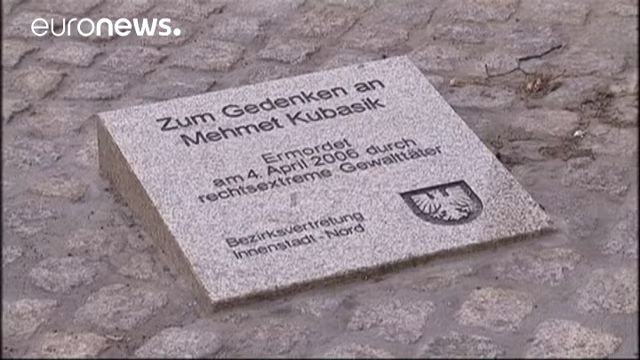 euronews.
Zum Gedenken an
Mehmet Kubasik
Ermordet
am 4. April 2006 durch
rechtsextreme Gewalttäter
Bezirksvertretung
Innenstadt-Nord